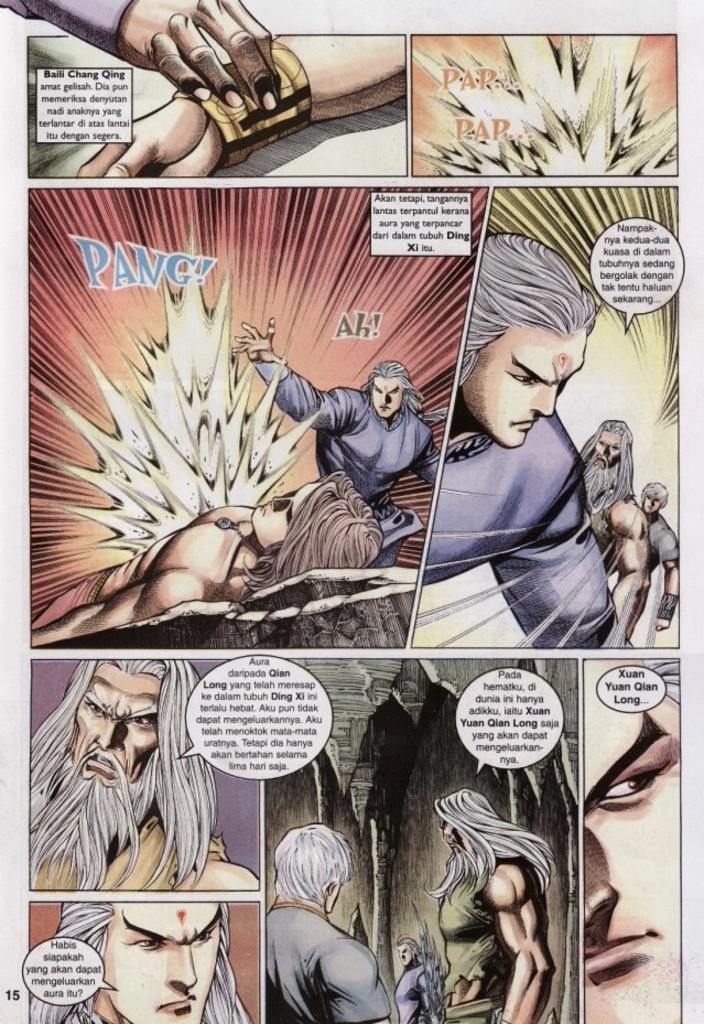 Baili Chang Qing
amat gelisah. Dia pun
memeriksa denyutan
nadi anaknya yang
terlantar di atas lantai
itu dengan segera.
PAP...
PAP...
PANG!
Akan tetapi, tangannya
lantas terpantul kerana
aura yang terpancar
dari dalam tubuh Ding
Xi itu.
AH!
Nampak-
nya kedua-dua
kuasa di dalam
tubuhnya sedang
bergolak dengan
tak tentu haluan
sekarang...
Aura
daripada Qian
Long yang telah meresap
ke dalam tubuh Ding Xi ini
terlalu hebat. Aku pun tidak
dapat mengeluarkannya. Aku
telah menoktok mata-mata
uratnya. Tetapi dia hanya
akan bertahan selama
lima hari saja.
Habis
siapakah
yang akan dapat
mengeluarkan
aura itu?
Pada
hematku, di
dunia ini hanya
adikku, iaitu Xuan
Yuan Qian Long saja
yang akan dapat
mengeluarkan-
nya.
Xuan
Yuan Qian
Long...
15